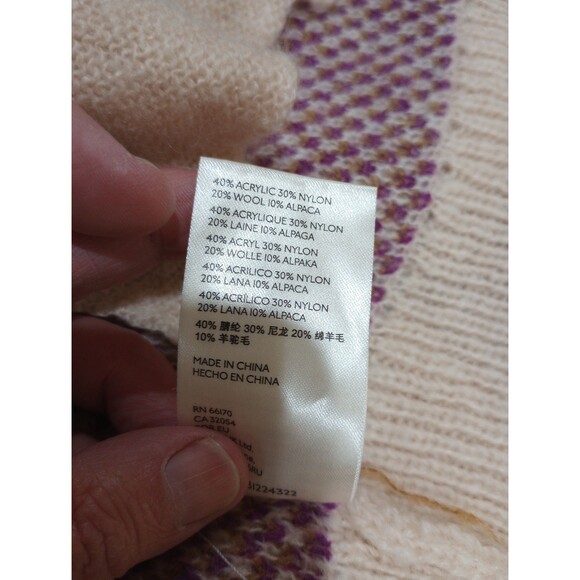 40% ACRYLIC 30% NYLON
20% WOOL 10% ALPACA
40% ACRYLIQUE 30% NYLON
20% LAINE 10% ALPAGA
40% ACRYL 30% NYLON
20% WOLLE 10% ALPAKA
40% ACRILICO 30% NYLON
20% LANA 10% ALPACA
40% ACRÍLICO 30% NYLON
20% LANA 10% ALPACA
40% 腈纶 30% 尼龙 20% 绵羊毛
10% 羊驼毛
MADE IN CHINA
HECHO EN CHINA
RN 66170
CA 32054